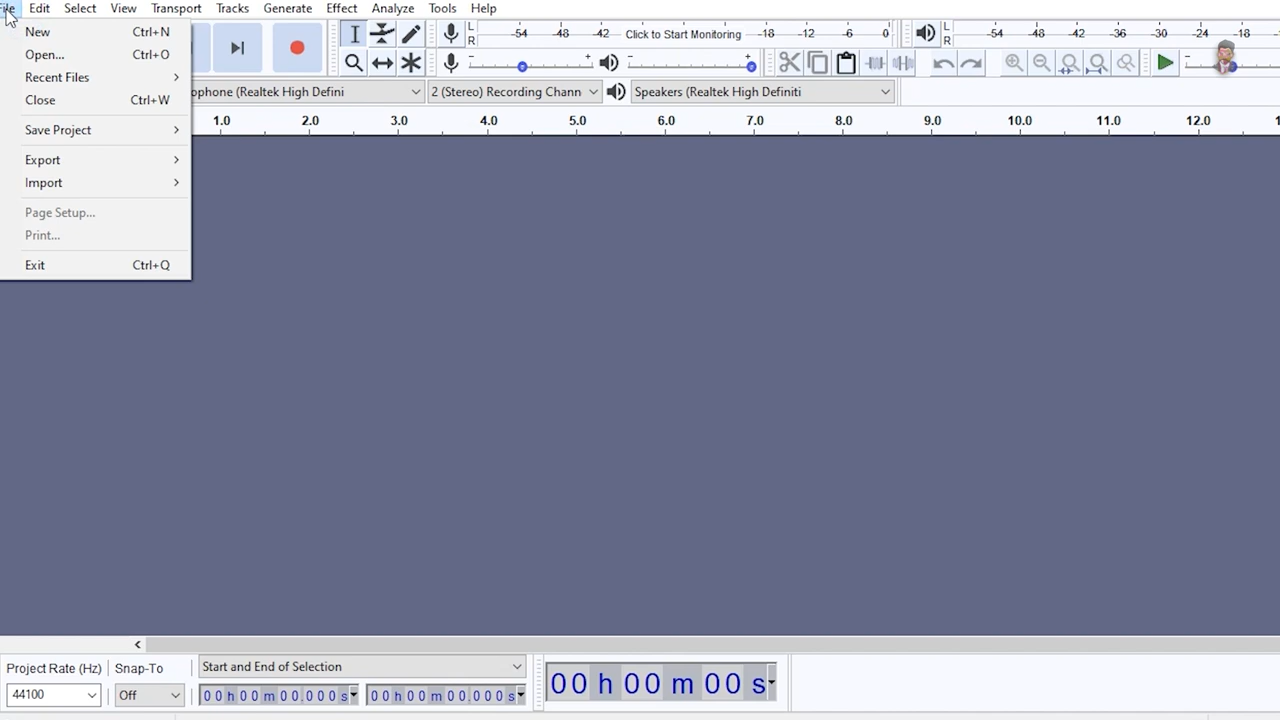 File Edit Select View Transport Tracks Generate Effect Analyze Tools Help
New Ctrl+N
Open... Ctrl+O
Recent Files
Close Ctrl+W
Save Project
Export
Import
Page Setup...
Print...
Exit Ctrl+Q
L R -54 -48 -42 Click to Start Monitoring -18 -12 -6 0 L R -54 -48 -42 -36 -30 -24 -18
- + - + -
ophone (Realtek High Defini 2 (Stereo) Recording Chann Speakers (Realtek High Definiti
1.0 2.0 3.0 4.0 5.0 6.0 7.0 8.0 9.0 10.0 11.0 12.0
Project Rate (Hz) Snap-To Start and End of Selection
44100 Off 00 h 00 m 00.000 s 00 h 00 m 00.000 s 00 h 00 m 00 s